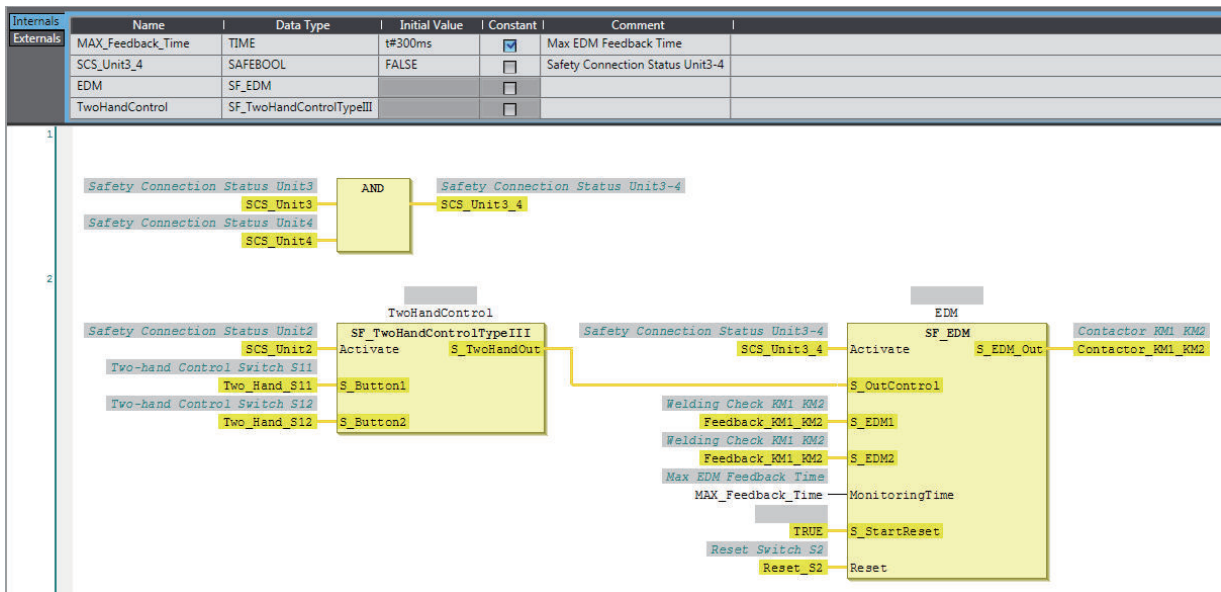 Internals
Externals
Name | Data Type | Initial Value | Constant | Comment
MAX_Feedback_Time TIME t#300ms Max EDM Feedback Time
SCS_Unit3_4 SAFEBOOL FALSE Safety Connection Status Unit3-4
EDM SF_EDM
TwoHandControl SF_TwoHandControlTypeIII
1
Safety Connection Status Unit3 AND Safety Connection Status Unit3-4
SCS_Unit3 SCS_Unit3_4
Safety Connection Status Unit4
SCS_Unit4
2
TwoHandControl EDM
Safety Connection Status Unit2 SF_TwoHandControlTypeIII Safety Connection Status Unit3-4 SF_EDM Contactor KM1 KM2
SCS_Unit2 Activate S_TwoHandOut SCS_Unit3_4 Activate S_EDM_Out Contactor_KM1_KM2
Two-hand Control Switch S11
Two_Hand_S11 S_Button1 S_OutControl
Two-hand Control Switch S12 Welding Check KM1 KM2
Two_Hand_S12 S_Button2 Feedback_KM1_KM2 S_EDM1
Welding Check KM1 KM2
Feedback_KM1_KM2 S_EDM2
Max EDM Feedback Time
MAX_Feedback_Time MonitoringTime
TRUE S_StartReset
Reset Switch S2
Reset_S2 Reset